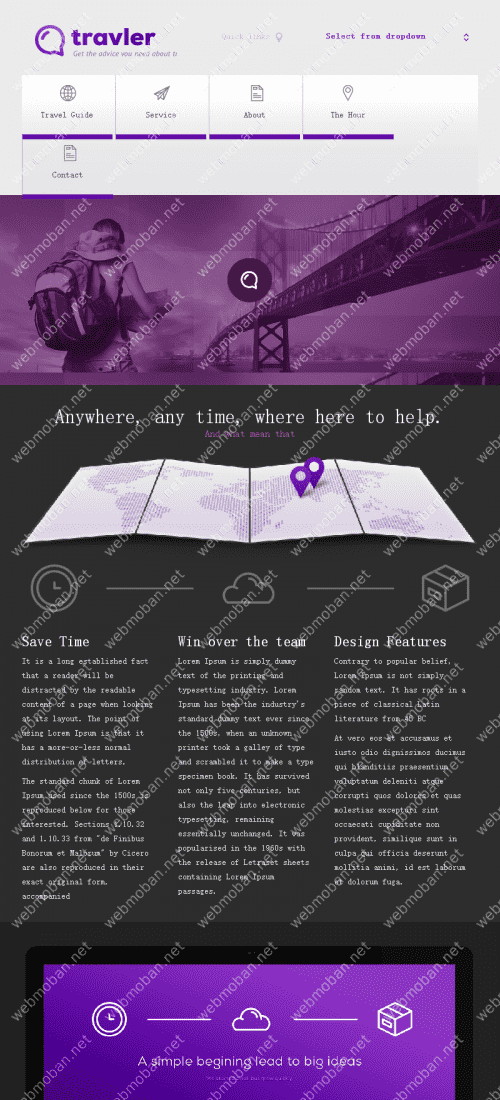 travler
Get the advice you need about t
Quick links
Select from dropdown
Travel Guide
Service
About
The Hour
Contact
Anywhere, any time, where here to help.
And what mean that
Save Time
It is a long established fact
that a reader will be
distracted by the readable
content of a page when looking
at its layout. The point of
using Lorem Ipsum is that it
has a more-or-less normal
distribution of letters.
The standard chunk of Lorem
Ipsum used since the 1500s is
reproduced below for those
interested. Sections 1.10.32
and 1.10.33 from "de Finibus
Bonorum et Malorum" by Cicero
are also reproduced in their
exact original form,
accompanied
Win over the team
Lorem Ipsum is simply dummy
text of the printing and
typesetting industry. Lorem
Ipsum has been the industry's
standard dummy text ever since
the 1500s, when an unknown
printer took a galley of type
and scrambled it to make a type
specimen book. It has survived
not only five centuries, but
also the leap into electronic
typesetting, remaining
essentially unchanged. It was
popularised in the 1960s with
the release of Letraset sheets
containing Lorem Ipsum
passages.
Design Features
Contrary to popular belief,
Lorem Ipsum is not simply
random text. It has roots in a
piece of classical Latin
literature from 45 BC
At vero eos et accusamus et
iusto odio dignissimos ducimus
qui blanditiis praesentium
voluptatum deleniti atque
corrupti quos dolores et quas
molestias excepturi sint
occaecati cupiditate non
provident, similique sunt in
culpa qui officia deserunt
mollitia animi, id est laborum
et dolorum fuga.
A simple begining lead to big ideas
webmoban.net